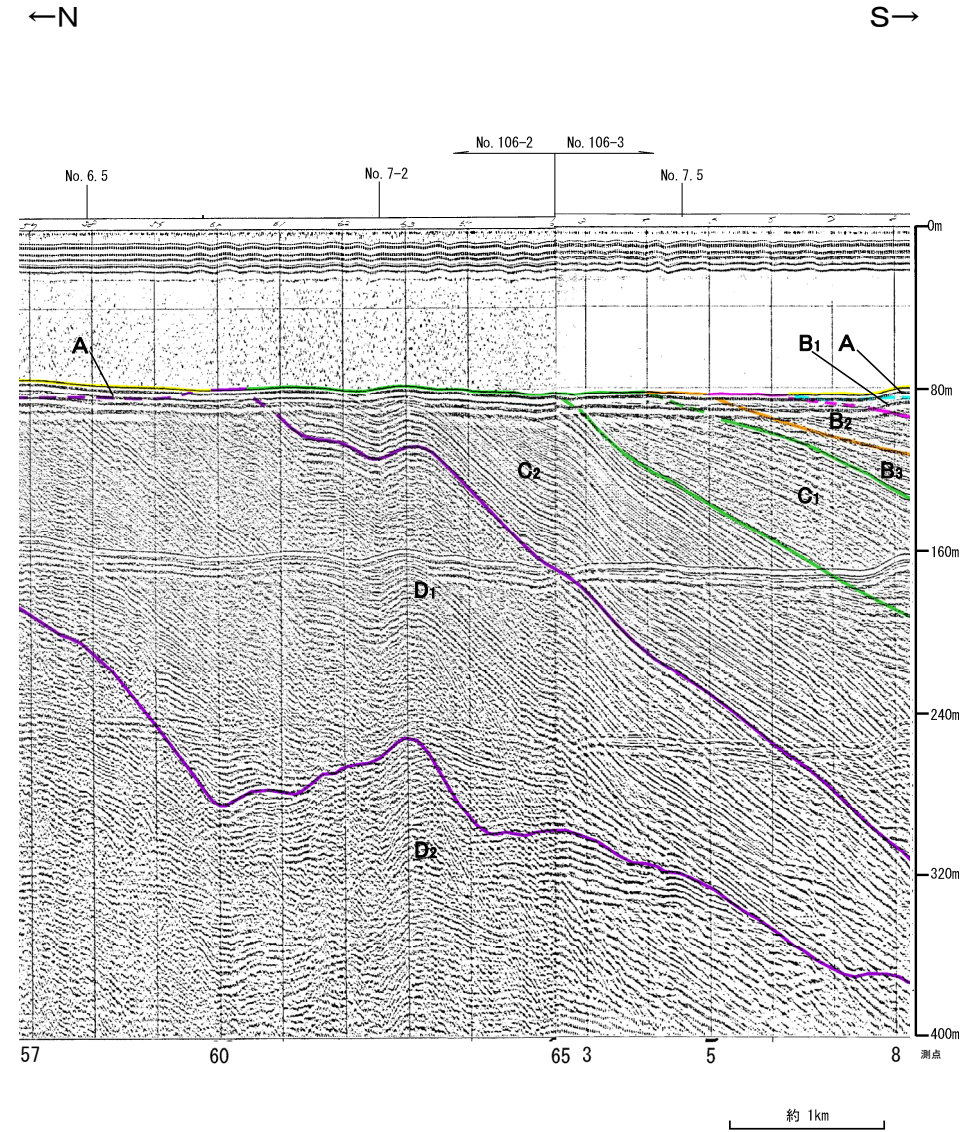 ←N S→
No. 106-2 No. 106-3
No. 6.5 No. 7-2 No. 7.5
0m
A B1 A
80m
B2
C2 B3
C1
160m
D1
240m
D2
320m
400m
57 60 65 3 5 8 測点
約 1km